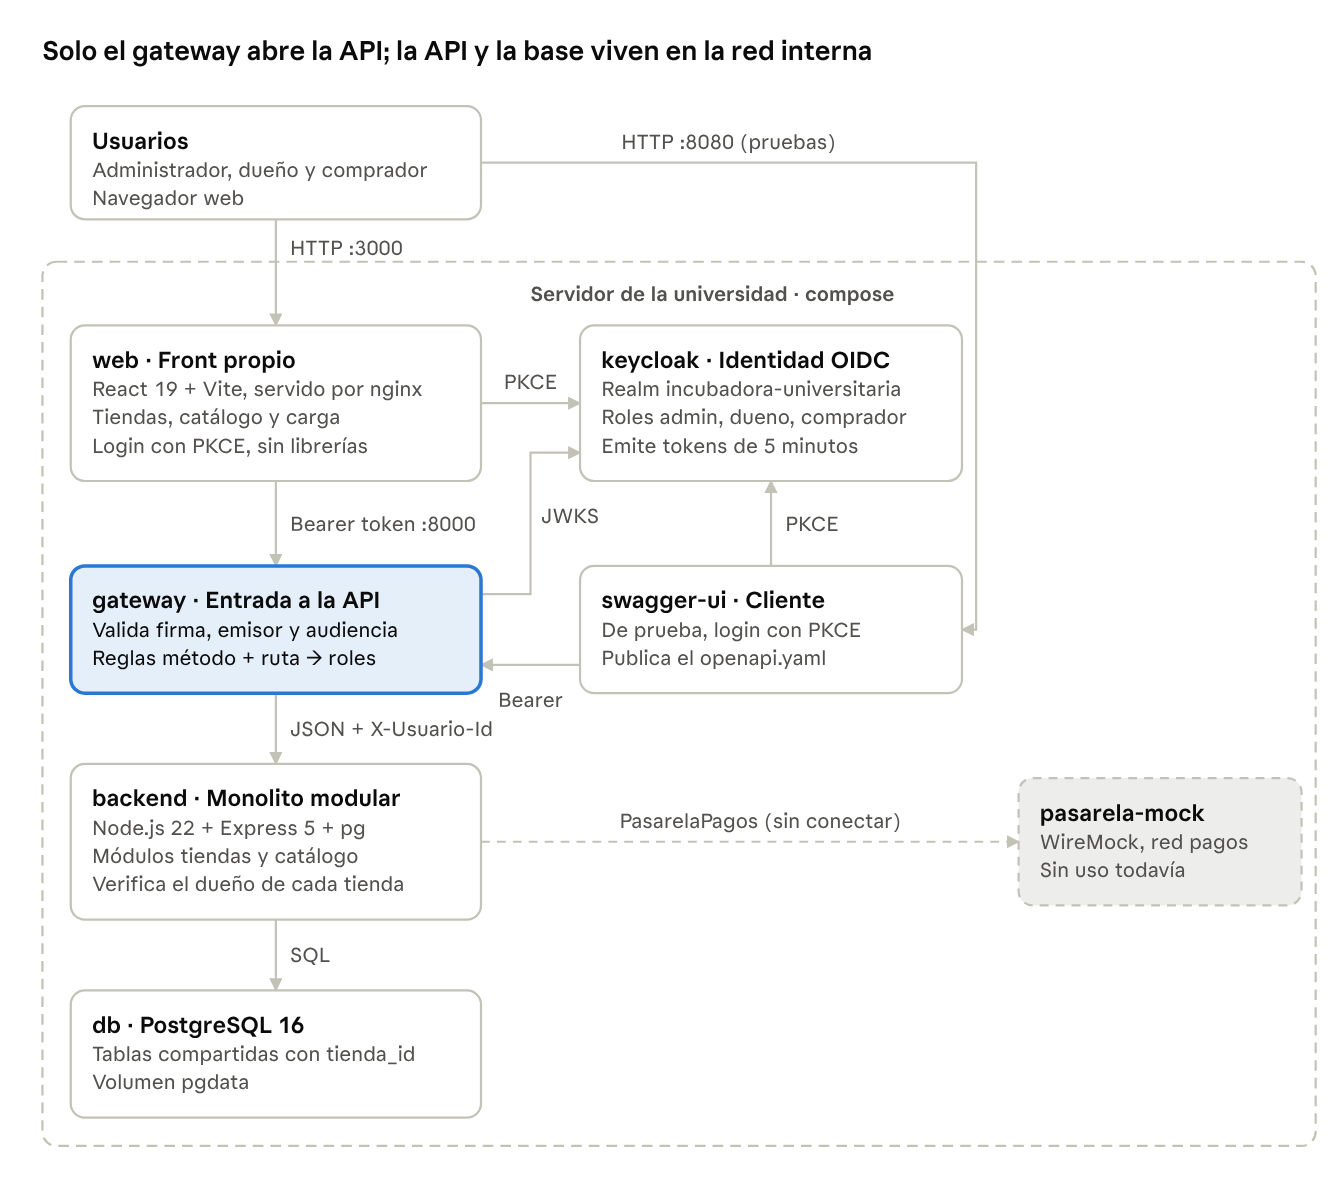 Solo el gateway abre la API; la API y la base viven en la red interna
Usuarios
Administrador, dueño y comprador
Navegador web
HTTP :8080 (pruebas)
HTTP :3000
Servidor de la universidad · compose
web · Front propio
React 19 + Vite, servido por nginx
Tiendas, catálogo y carga
Login con PKCE, sin librerías
PKCE
keycloak · Identidad OIDC
Realm incubadora-universitaria
Roles admin, dueno, comprador
Emite tokens de 5 minutos
Bearer token :8000
JWKS
PKCE
gateway · Entrada a la API
Valida firma, emisor y audiencia
Reglas método + ruta → roles
swagger-ui · Cliente
De prueba, login con PKCE
Publica el openapi.yaml
Bearer
JSON + X-Usuario-Id
backend · Monolito modular
Node.js 22 + Express 5 + pg
Módulos tiendas y catálogo
Verifica el dueño de cada tienda
PasarelaPagos (sin conectar)
pasarela-mock
WireMock, red pagos
Sin uso todavía
SQL
db · PostgreSQL 16
Tablas compartidas con tienda_id
Volumen pgdata